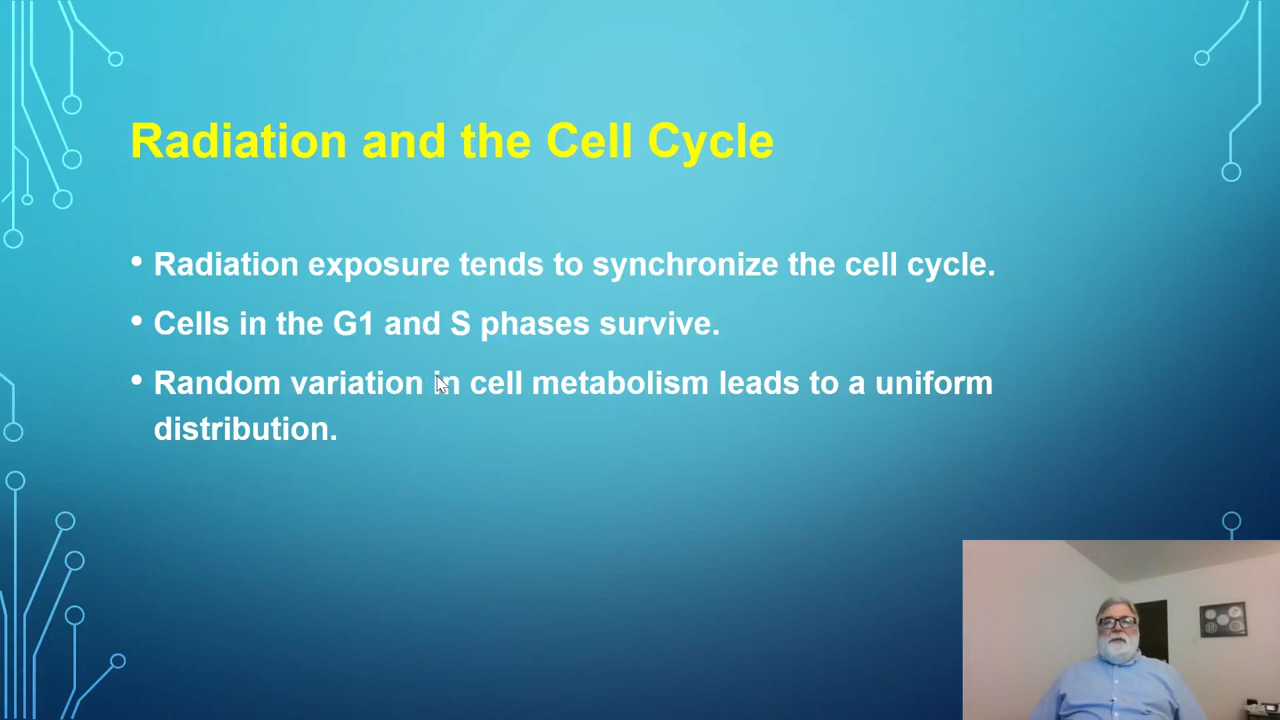 Radiation and the Cell Cycle
• Radiation exposure tends to synchronize the cell cycle.
• Cells in the G1 and S phases survive.
• Random variation in cell metabolism leads to a uniform
distribution.